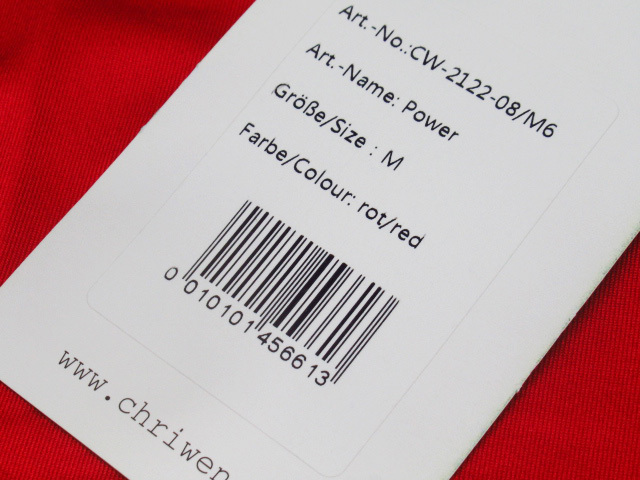 Art.-No.:CW-2122-08/M6
Art.-Name: Power
Größe/Size : M
Farbe/Colour: rot/red
0 010101 456613
www.chriwen